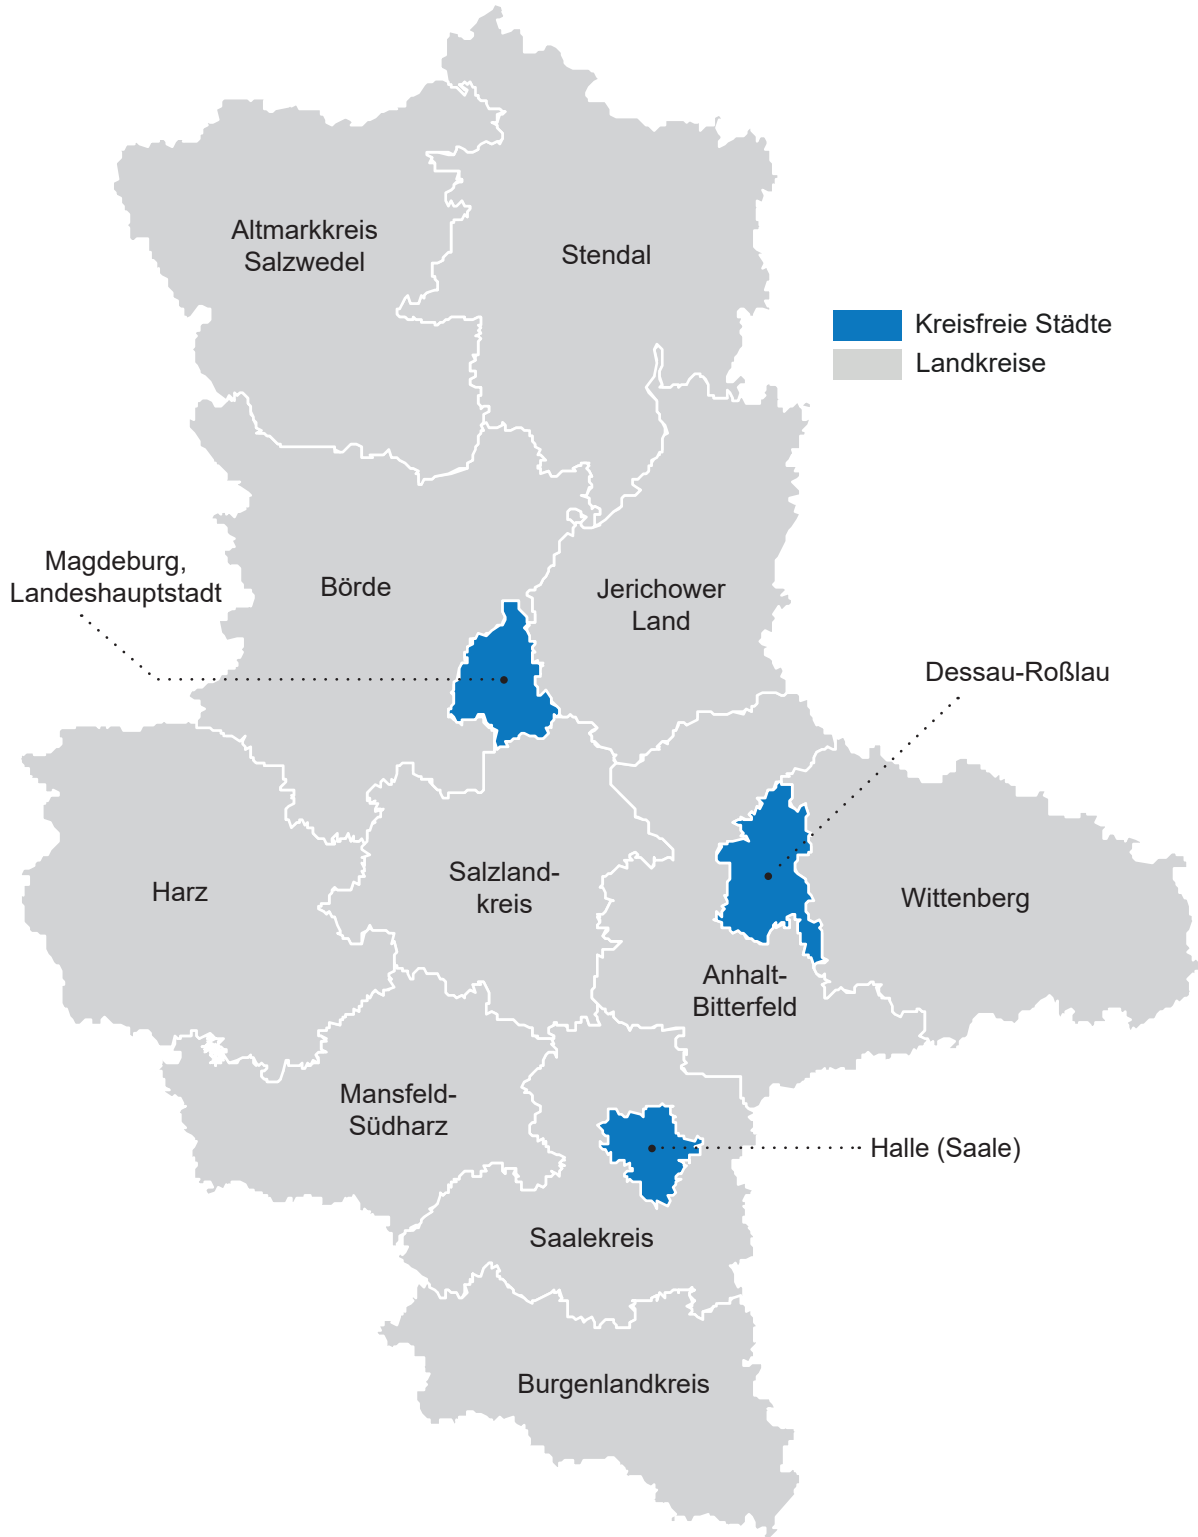 Altmarkkreis
Salzwedel
Stendal
Kreisfreie Städte
Landkreise
Magdeburg,
Landeshauptstadt
Börde
Jerichower
Land
Dessau-Roßlau
Harz
Salzland-
kreis
Wittenberg
Anhalt-
Bitterfeld
Mansfeld-
Südharz
Halle (Saale)
Saalekreis
Burgenlandkreis